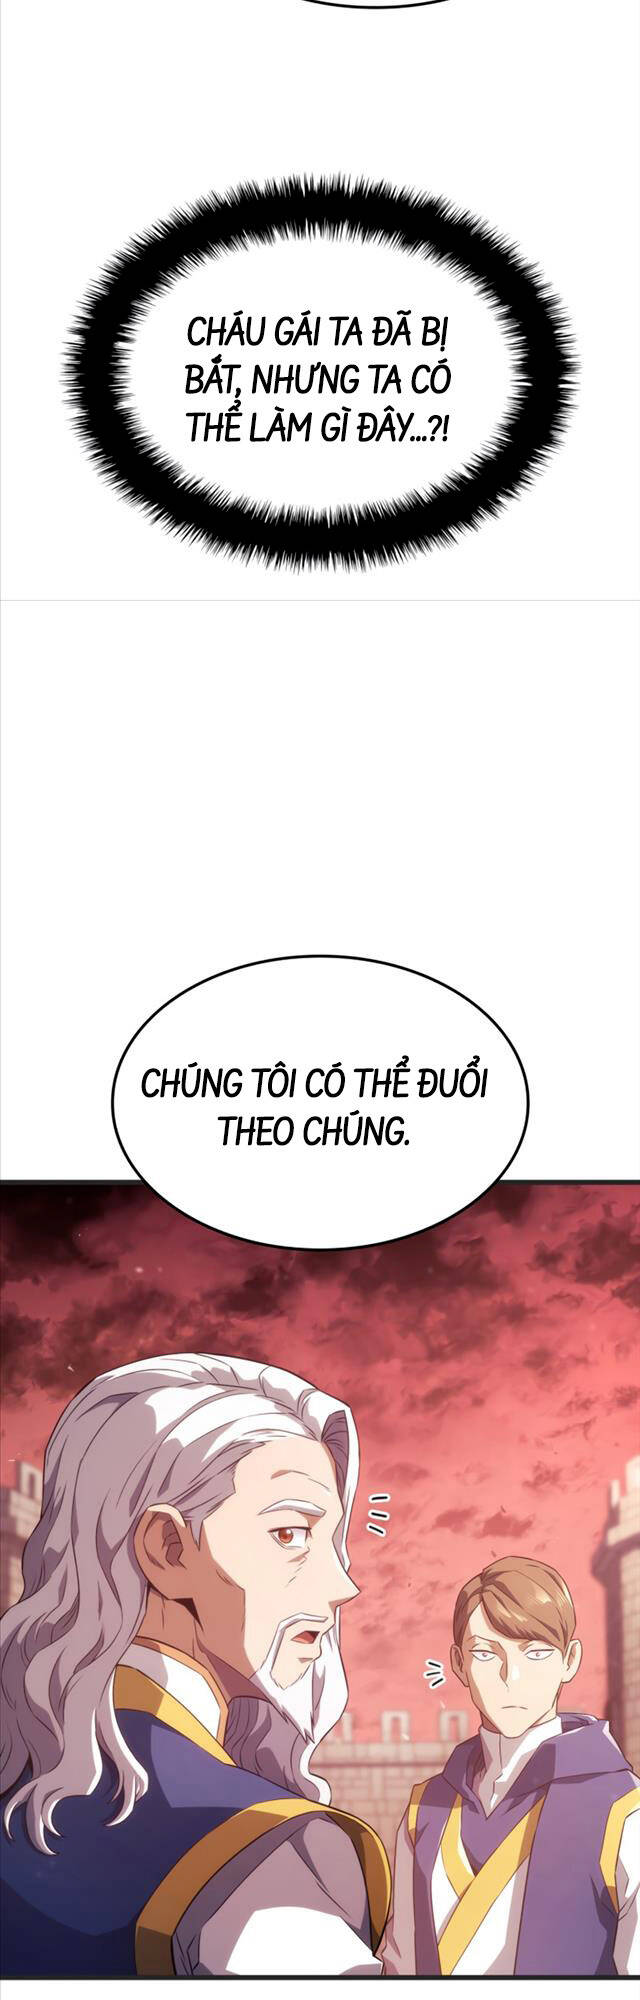 CHÁU GÁI TA ĐÃ BỊ
BẮT, NHƯNG TA CÓ
THỂ LÀM GÌ ĐÂY...?!
CHÚNG TÔI CÓ THỂ ĐUỔI
THEO CHÚNG.